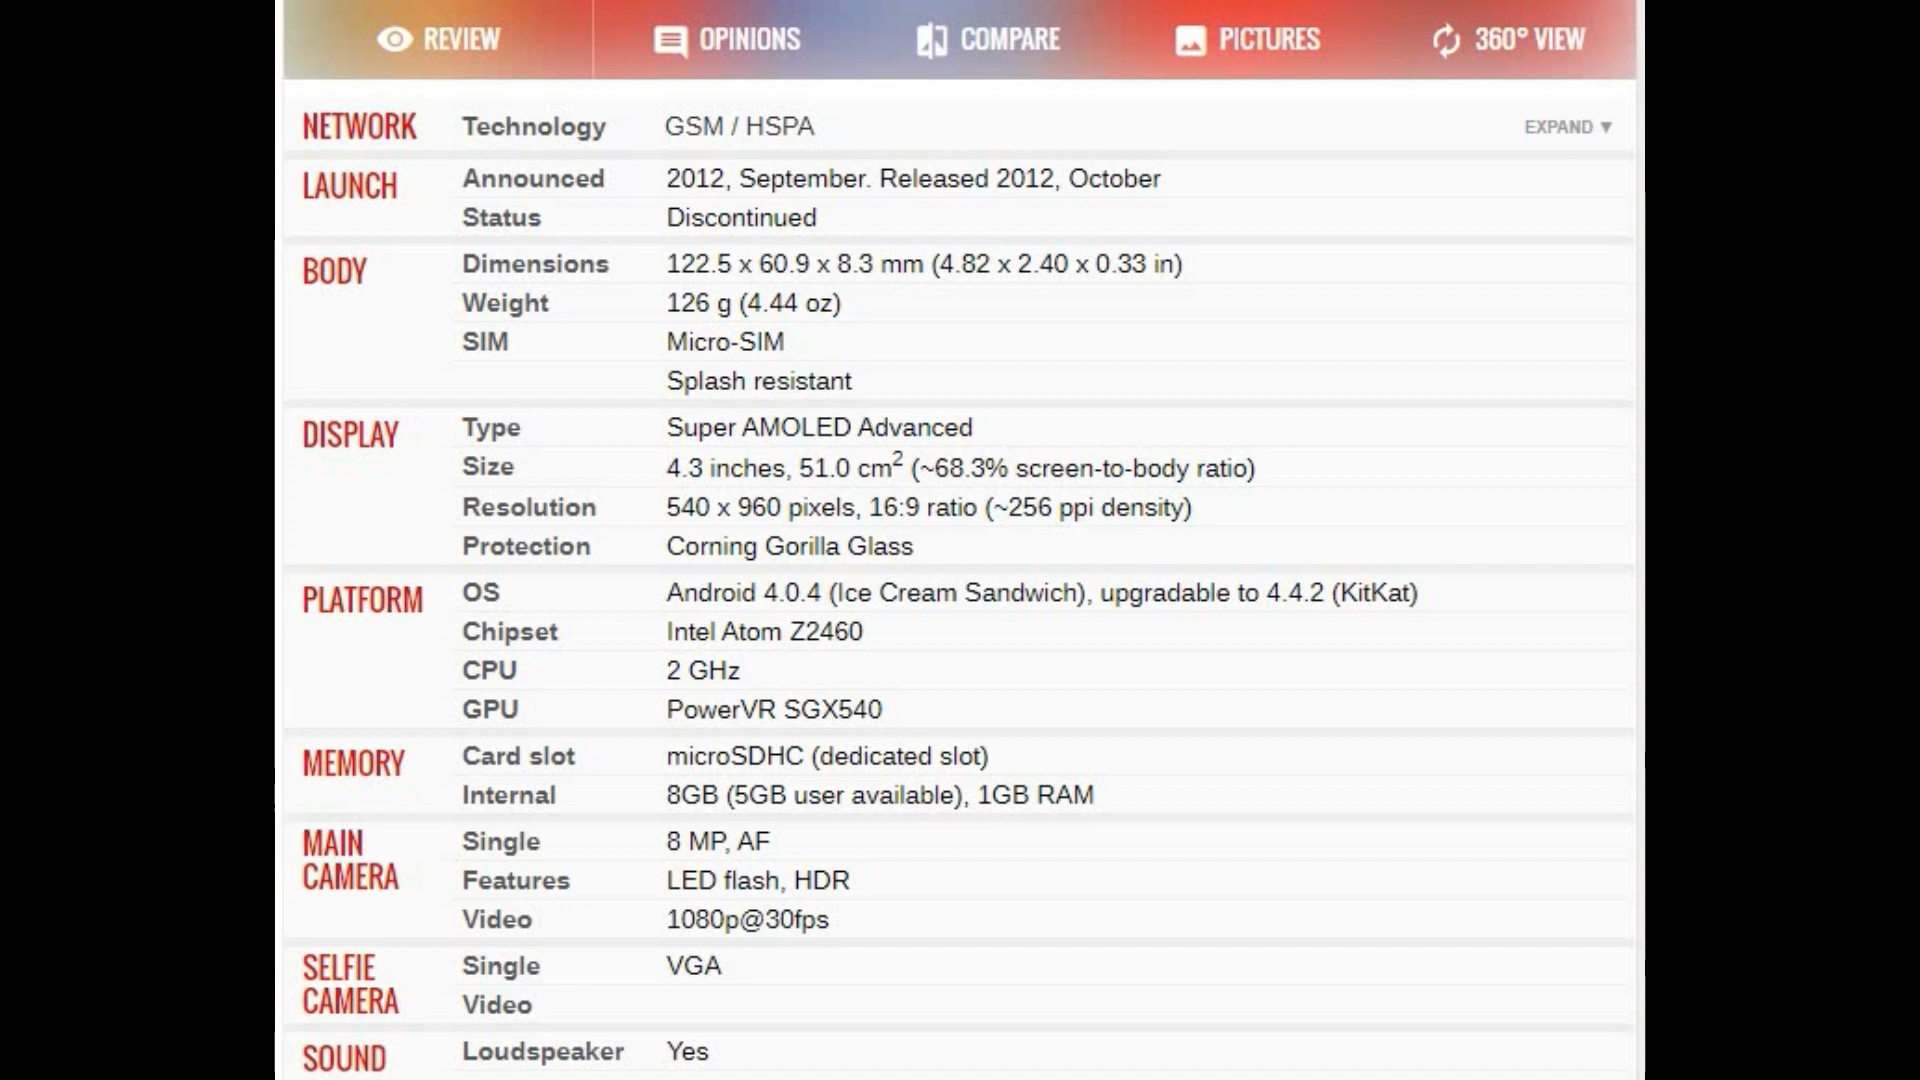 REVIEW OPINIONS COMPARE PICTURES 360° VIEW
NETWORK Technology GSM / HSPA EXPAND ▼
LAUNCH Announced 2012, September. Released 2012, October
Status Discontinued
BODY Dimensions 122.5 x 60.9 x 8.3 mm (4.82 x 2.40 x 0.33 in)
Weight 126 g (4.44 oz)
SIM Micro-SIM
Splash resistant
DISPLAY Type Super AMOLED Advanced
Size 4.3 inches, 51.0 cm² (~68.3% screen-to-body ratio)
Resolution 540 x 960 pixels, 16:9 ratio (~256 ppi density)
Protection Corning Gorilla Glass
PLATFORM OS Android 4.0.4 (Ice Cream Sandwich), upgradable to 4.4.2 (KitKat)
Chipset Intel Atom Z2460
CPU 2 GHz
GPU PowerVR SGX540
MEMORY Card slot microSDHC (dedicated slot)
Internal 8GB (5GB user available), 1GB RAM
MAIN CAMERA Single 8 MP, AF
Features LED flash, HDR
Video 1080p@30fps
SELFIE CAMERA Single VGA
Video
SOUND Loudspeaker Yes